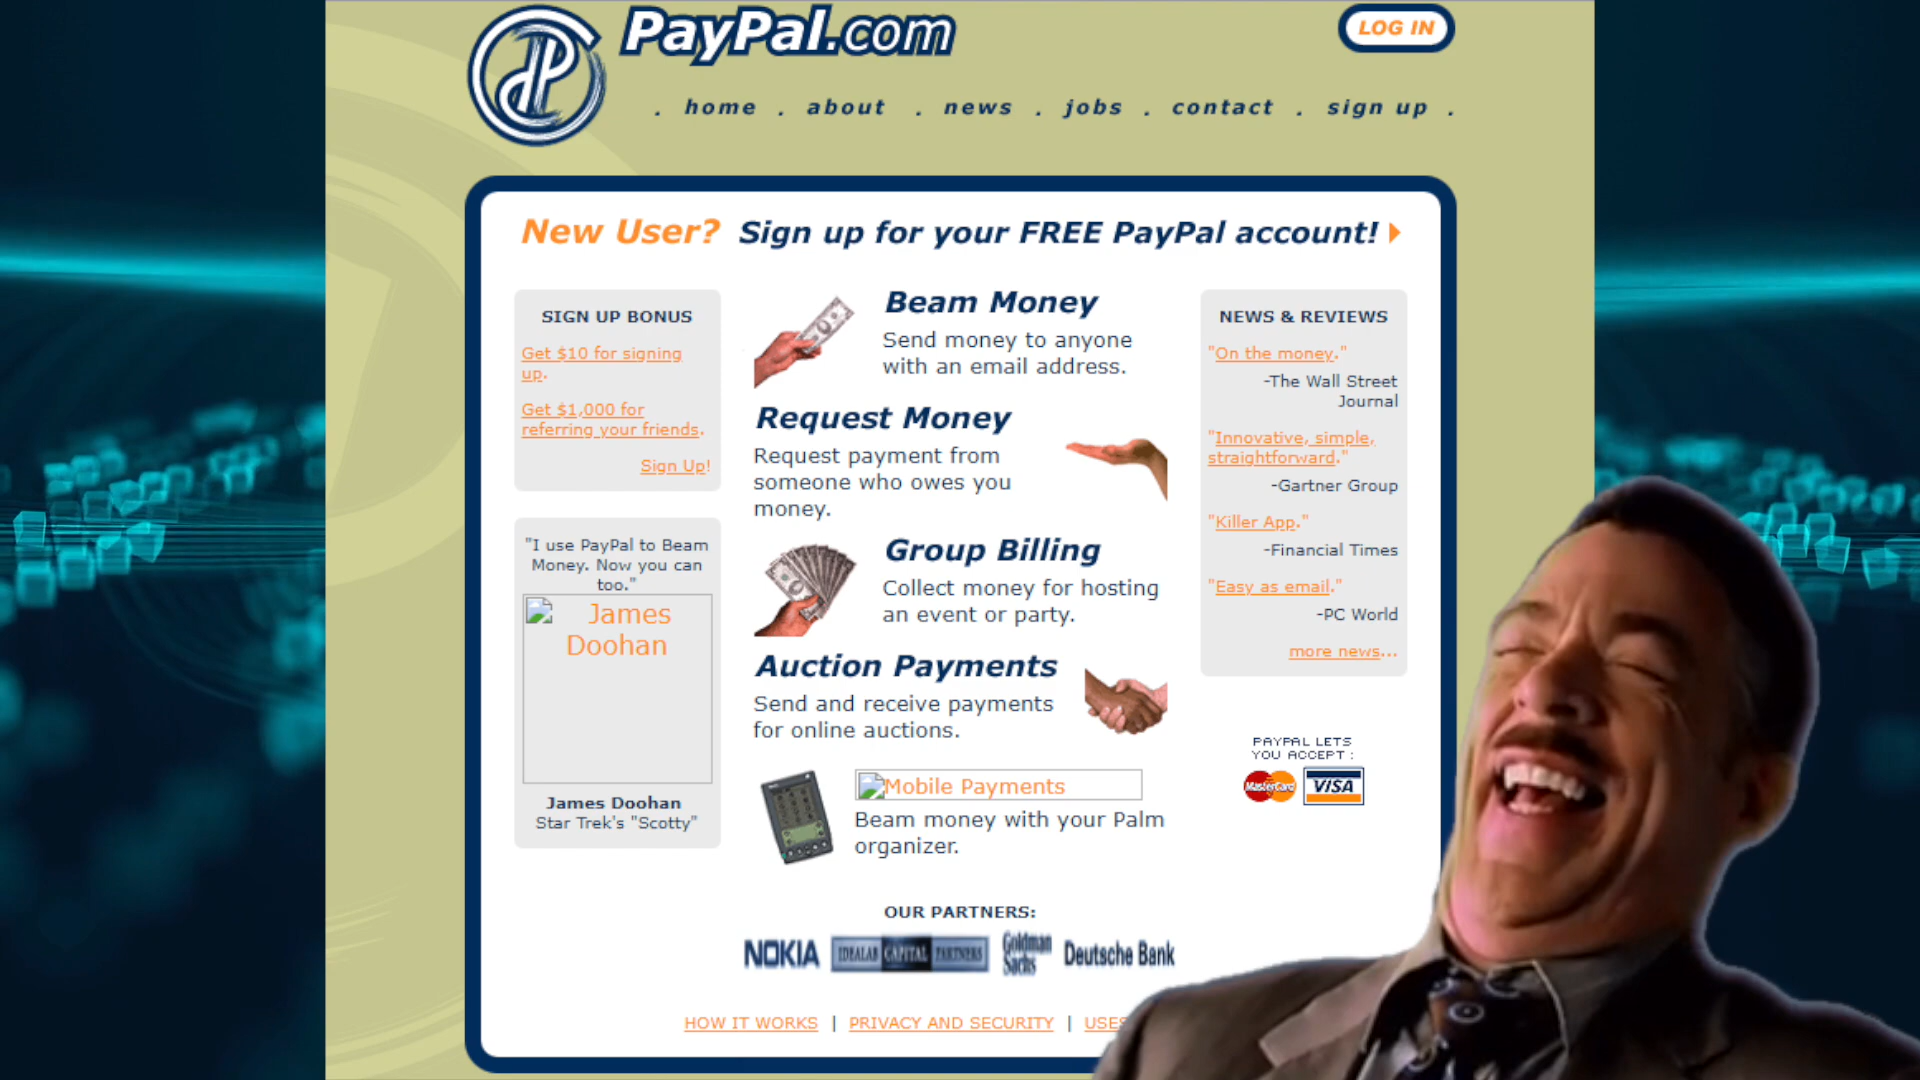 PayPal.com
LOG IN
. home . about . news . jobs . contact . sign up .
New User? Sign up for your FREE PayPal account!
SIGN UP BONUS
Get $10 for signing
up.
Get $1,000 for
referring your friends.
Sign Up!
"I use PayPal to Beam
Money. Now you can
too."
James
Doohan
James Doohan
Star Trek's "Scotty"
Beam Money
Send money to anyone
with an email address.
Request Money
Request payment from
someone who owes you
money.
Group Billing
Collect money for hosting
an event or party.
Auction Payments
Send and receive payments
for online auctions.
Mobile Payments
Beam money with your Palm
organizer.
NEWS & REVIEWS
"On the money."
-The Wall Street
Journal
"Innovative, simple,
straightforward."
-Gartner Group
"Killer App."
-Financial Times
"Easy as email."
-PC World
more news...
PAYPAL LETS
YOU ACCEPT :
MasterCard VISA
OUR PARTNERS:
NOKIA IDEALAB CAPITAL PARTNERS Goldman
Sachs Deutsche Bank
HOW IT WORKS | PRIVACY AND SECURITY | USES